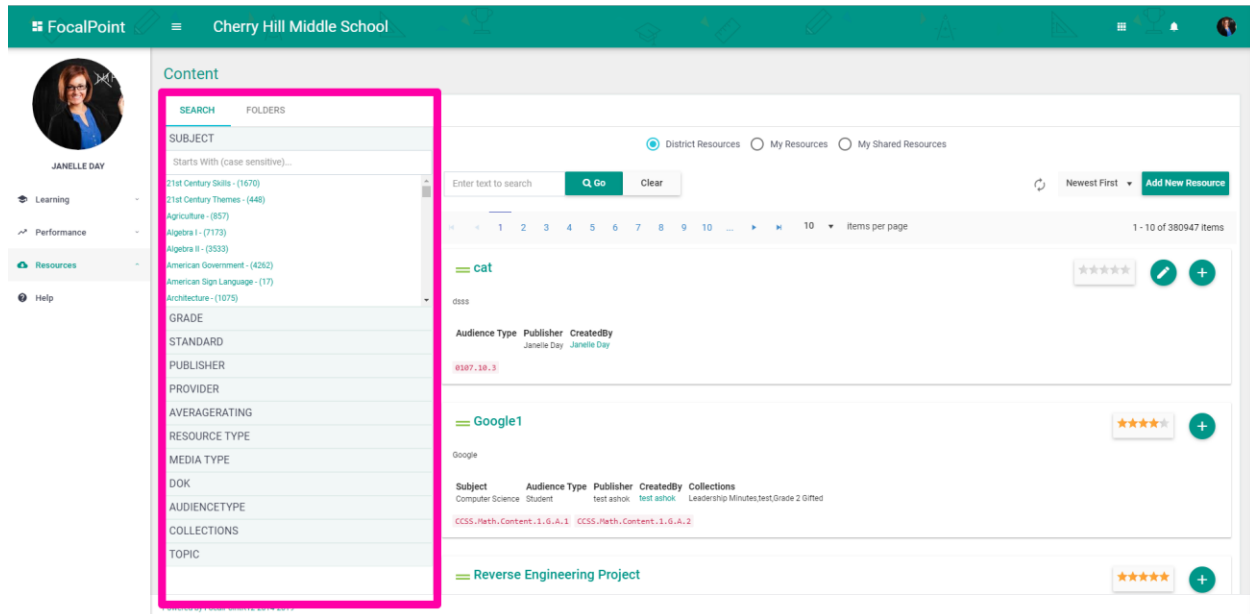 FocalPoint
Cherry Hill Middle School
JANELLE DAY
Learning
Performance
Resources
Help
Content
SEARCH FOLDERS
SUBJECT
Starts With (case sensitive)...
21st Century Skills - (1670)
21st Century Themes - (448)
Agriculture - (857)
Algebra I - (7173)
Algebra II - (3533)
American Government - (4262)
American Sign Language - (17)
Architecture - (1075)
GRADE
STANDARD
PUBLISHER
PROVIDER
AVERAGERATING
RESOURCE TYPE
MEDIA TYPE
DOK
AUDIENCETYPE
COLLECTIONS
TOPIC
District Resources My Resources My Shared Resources
Enter text to search Go Clear Newest First Add New Resource
1 2 3 4 5 6 7 8 9 10 ... 10 items per page 1 - 10 of 380947 items
cat
dsss
Audience Type Publisher CreatedBy
Janelle Day Janelle Day
0107.10.3
Google1
Google
Subject Audience Type Publisher CreatedBy Collections
Computer Science Student test ashok test ashok Leadership Minutes,test,Grade 2 Gifted
CCSS.Math.Content.1.G.A.1 CCSS.Math.Content.1.G.A.2
Reverse Engineering Project